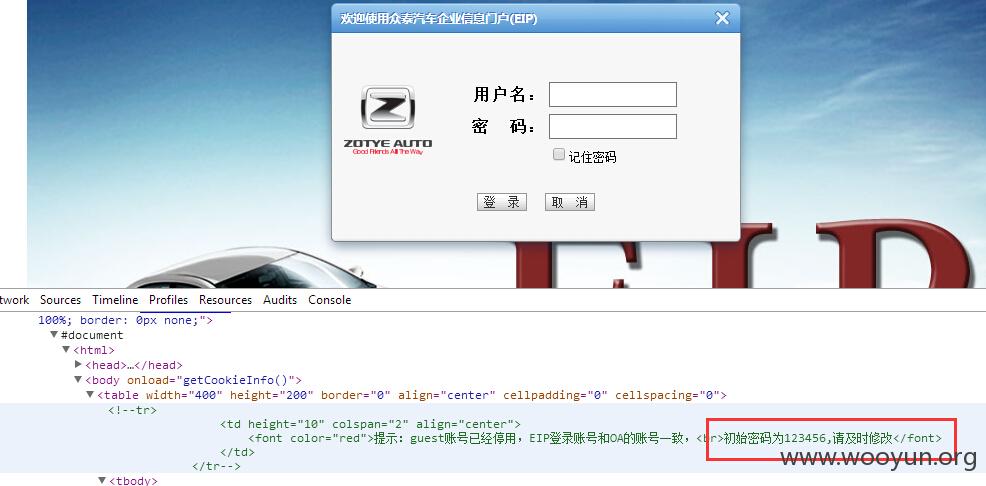 欢迎使用众泰汽车企业信息门户(EIP)
用户名：
密 码：
ZOTYE AUTO
Good Friends All The Way
记住密码
登 录 取 消
EIP
twork Sources Timeline Profiles Resources Audits Console
100%; border: 0px none;">
▼#document
▼<html>
▶<head>…</head>
▼<body onload="getCookieInfo()">
▼<table width="400" height="200" border="0" align="center" cellpadding="0" cellspacing="0">
<!--tr>
<td height="10" colspan="2" align="center">
<font color="red">提示：guest账号已经停用，EIP登录账号和OA的账号一致，<br>初始密码为123456,请及时修改</font>
</td>
</tr-->
▼<tbody>
www.wooyun.org